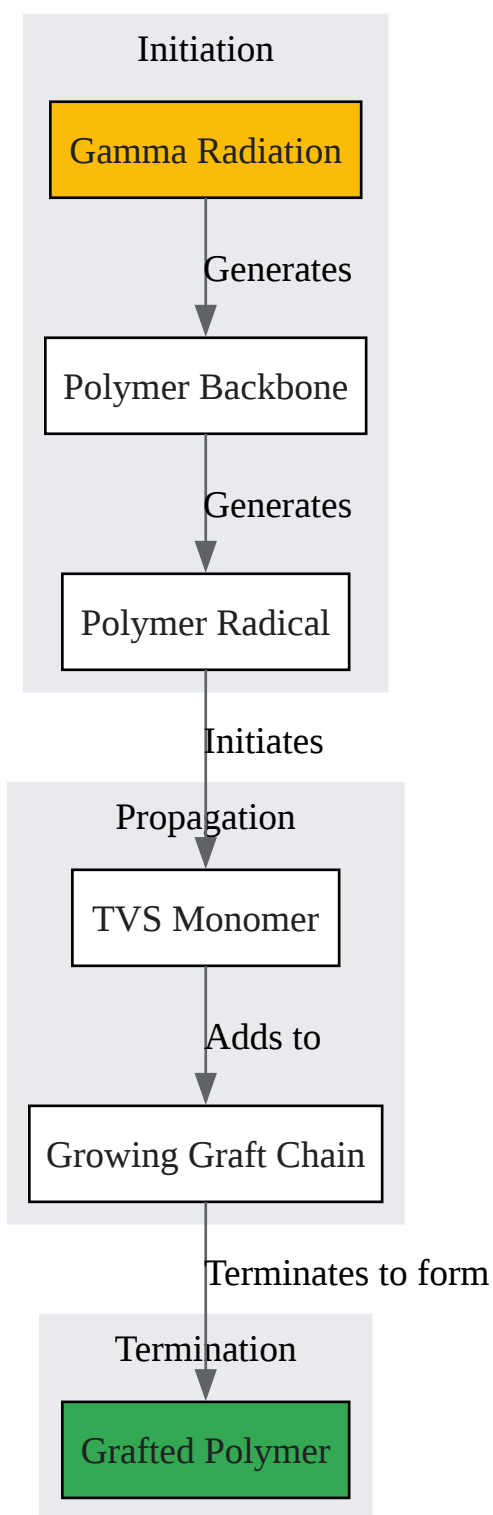 Initiation
Gamma Radiation
Generates
Polymer Backbone
Generates
Polymer Radical
Initiates
Propagation
TVS Monomer
Adds to
Growing Graft Chain
Terminates to form
Termination
Grafted Polymer